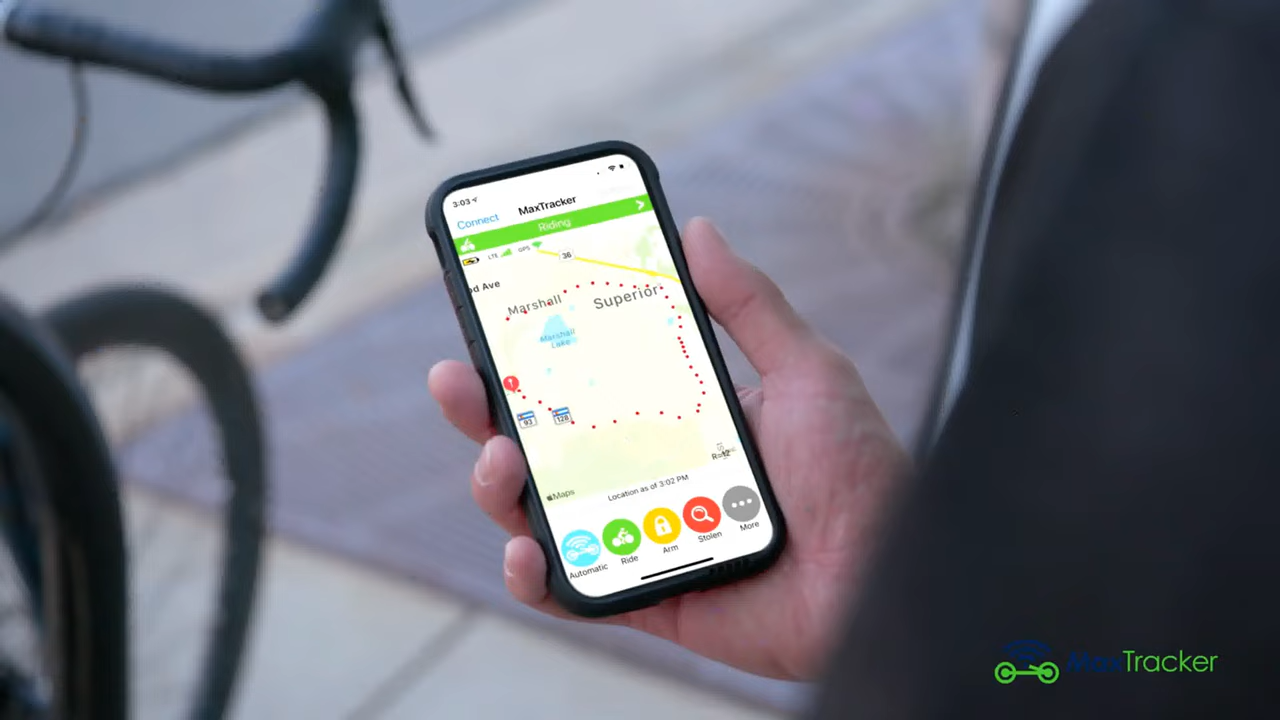 3:03
Connect
MaxTracker
Riding
LTE
GPS
36
od Ave
Marshall
Superior
Marshall
Lake
93
128
Maps
Location as of 3:02 PM
Automatic
Ride
Arm
Stolen
More
MaxTracker